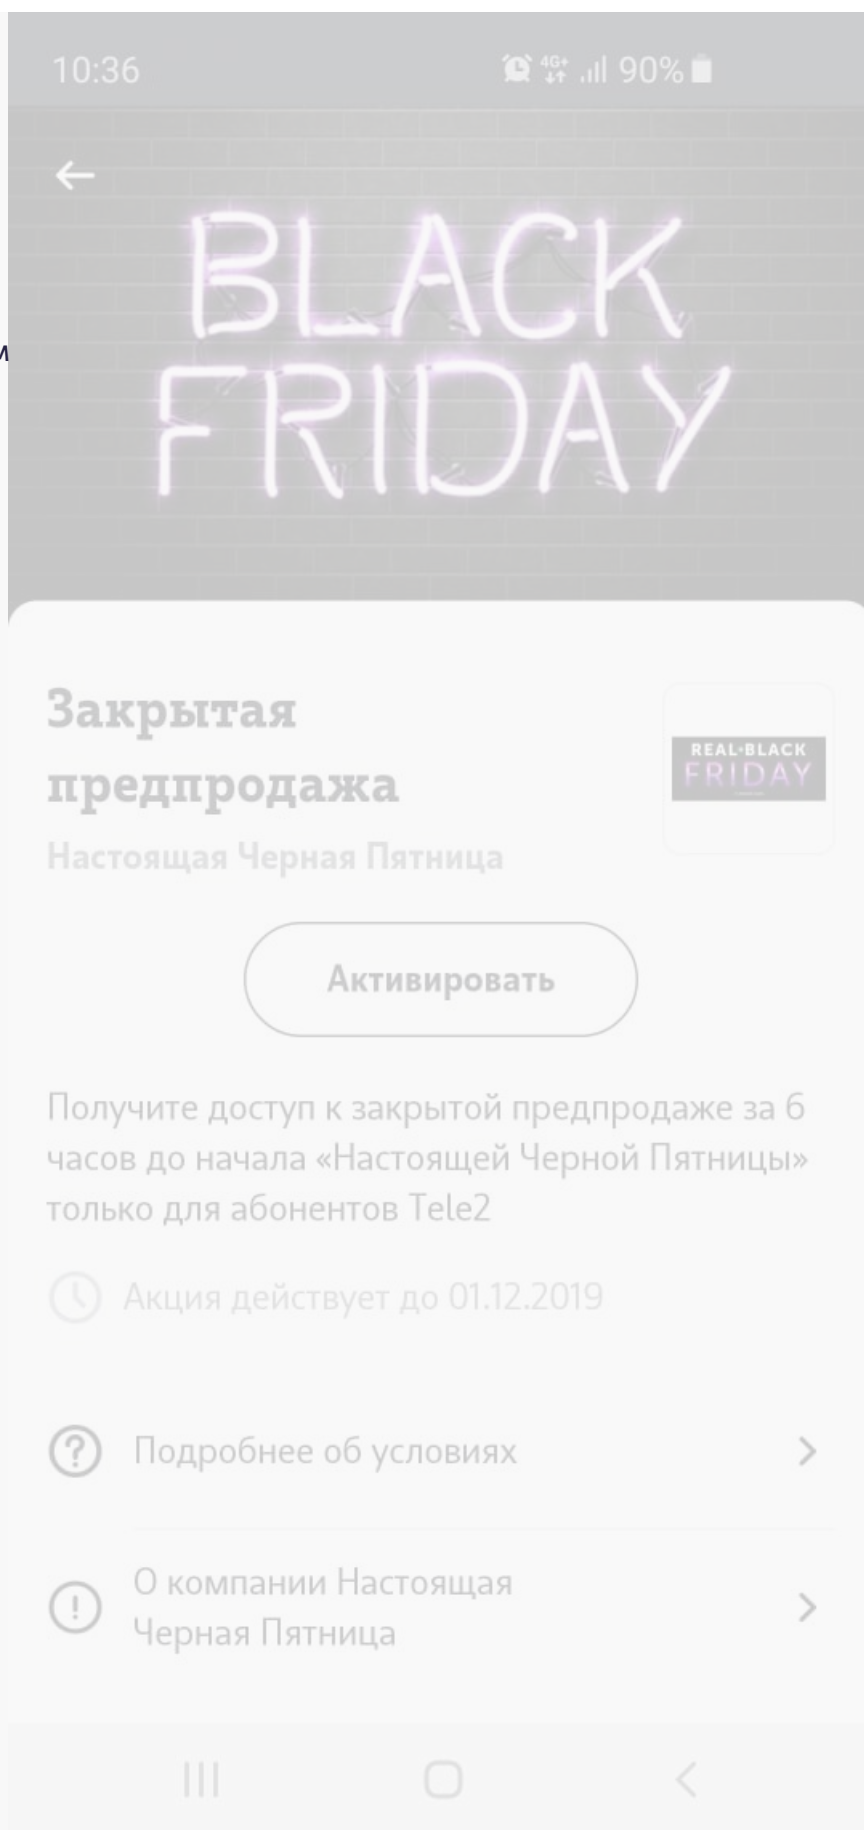 10:36
4G+ 90%
BLACK
FRIDAY
Закрытая
предпродажа
REAL BLACK
FRIDAY
Настоящая Черная Пятница
Активировать
Получите доступ к закрытой предпродаже за 6
часов до начала «Настоящей Черной Пятницы»
только для абонентов Tele2
Акция действует до 01.12.2019
Подробнее об условиях
О компании Настоящая
Черная Пятница